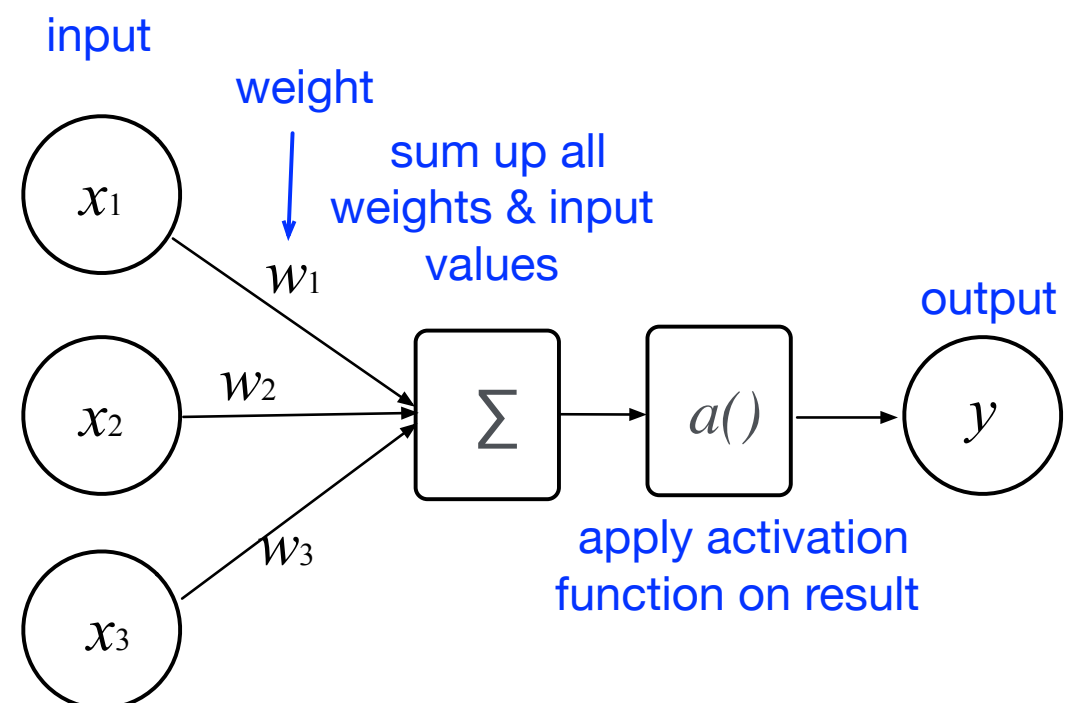 input
weight
sum up all
weights & input
values
x1
w1
output
w2
x2
∑
a()
y
w3
apply activation
function on result
x3